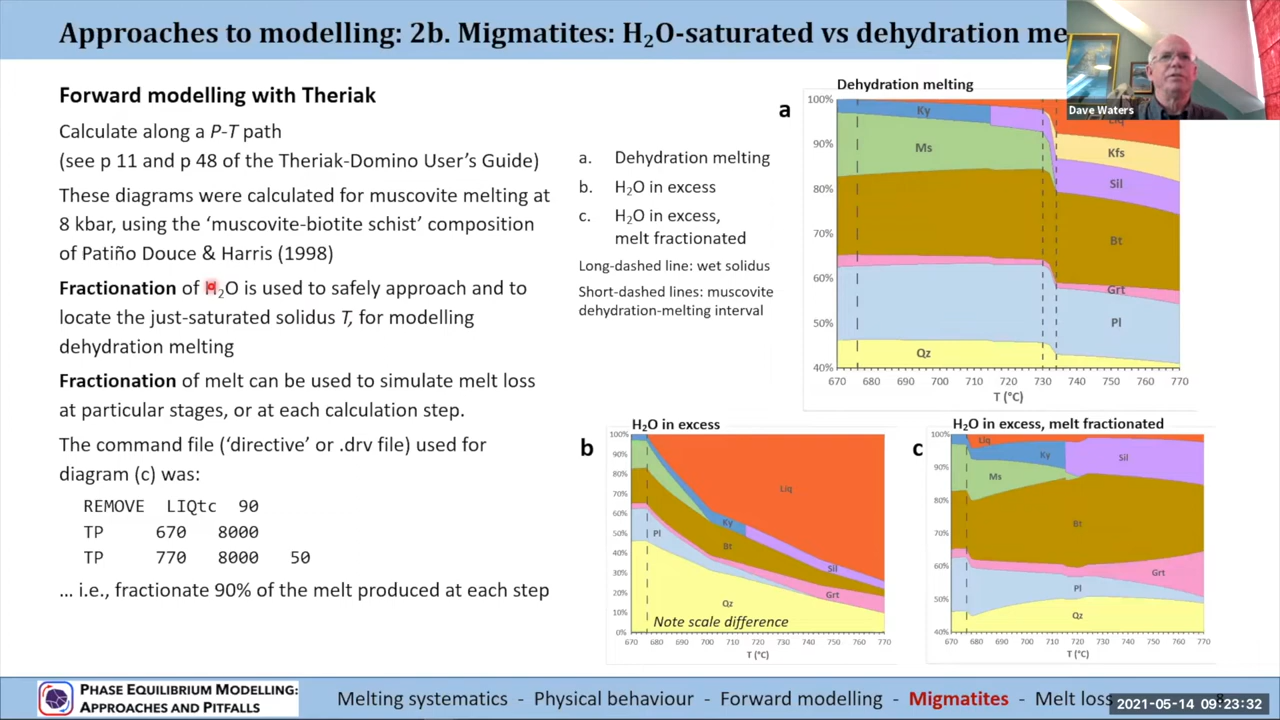 Approaches to modelling: 2b. Migmatites: H₂O-saturated vs dehydration me
Dave Waters
Forward modelling with Theriak
Calculate along a P-T path
(see p 11 and p 48 of the Theriak-Domino User's Guide)
These diagrams were calculated for muscovite melting at
8 kbar, using the 'muscovite-biotite schist' composition
of Patiño Douce & Harris (1998)
Fractionation of H₂O is used to safely approach and to
locate the just-saturated solidus T, for modelling
dehydration melting
Fractionation of melt can be used to simulate melt loss
at particular stages, or at each calculation step.
The command file ('directive' or .drv file) used for
diagram (c) was:
REMOVE LIQtc 90
TP 670 8000
TP 770 8000 50
… i.e., fractionate 90% of the melt produced at each step
a. Dehydration melting
b. H₂O in excess
c. H₂O in excess,
melt fractionated
Long-dashed line: wet solidus
Short-dashed lines: muscovite
dehydration-melting interval
a
Dehydration melting
100%
90%
80%
70%
60%
50%
40%
Ky
Ms
Qz
Liq
Kfs
Sil
Bt
Grt
Pl
670 680 690 700 710 720 730 740 750 760 770
T (°C)
b
H₂O in excess
100%
90%
80%
70%
60%
50%
40%
30%
20%
10%
0%
Liq
Pl
Ky
Bt
Sil
Grt
Qz
Note scale difference
670 680 690 700 710 720 730 740 750 760 770
T (°C)
c
H₂O in excess, melt fractionated
100%
90%
80%
70%
60%
50%
40%
Liq
Ky
Sil
Ms
Bt
Grt
Pl
Qz
670 680 690 700 710 720 730 740 750 760 770
T (°C)
PHASE EQUILIBRIUM MODELLING:
APPROACHES AND PITFALLS
Melting systematics - Physical behaviour - Forward modelling - Migmatites - Melt loss
2021-05-14 09:23:32